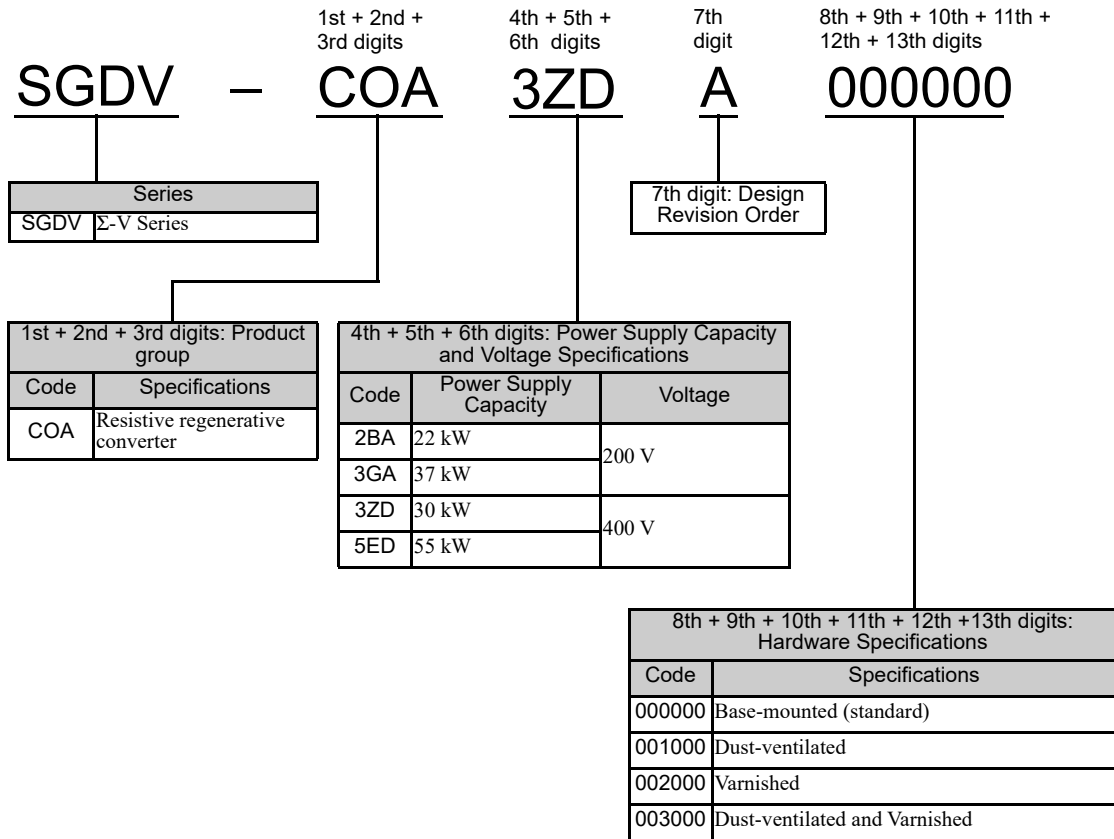 1st + 2nd +
3rd digits
4th + 5th +
6th digits
7th
digit
8th + 9th + 10th + 11th +
12th + 13th digits
SGDV – COA 3ZD A 000000
Series
SGDV Σ-V Series
7th digit: Design
Revision Order
1st + 2nd + 3rd digits: Product
group
Code Specifications
COA Resistive regenerative
converter
4th + 5th + 6th digits: Power Supply Capacity
and Voltage Specifications
Code Power Supply
Capacity Voltage
2BA 22 kW
200 V
3GA 37 kW
3ZD 30 kW
400 V
5ED 55 kW
8th + 9th + 10th + 11th + 12th +13th digits:
Hardware Specifications
Code Specifications
000000 Base-mounted (standard)
001000 Dust-ventilated
002000 Varnished
003000 Dust-ventilated and Varnished